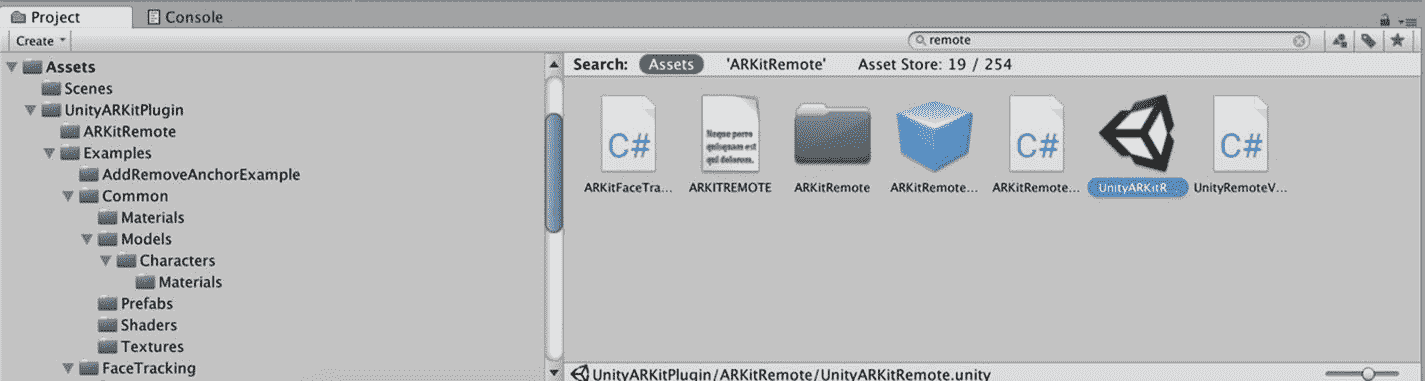 Project Console
Create remote
Assets
Scenes
UnityARKitPlugin
ARKitRemote
Examples
AddRemoveAnchorExample
Common
Materials
Models
Characters
Materials
Prefabs
Shaders
Textures
FaceTracking
Search: Assets 'ARKitRemote' Asset Store: 19 / 254
C# Neque porro quisquam est qui dolorem. C# C#
ARKitFaceTra... ARKITREMOTE ARKitRemote ARKitRemote... ARKitRemote... UnityARKitR... UnityRemoteV...
UnityARKitPlugin/ARKitRemote/UnityARKitRemote.unity